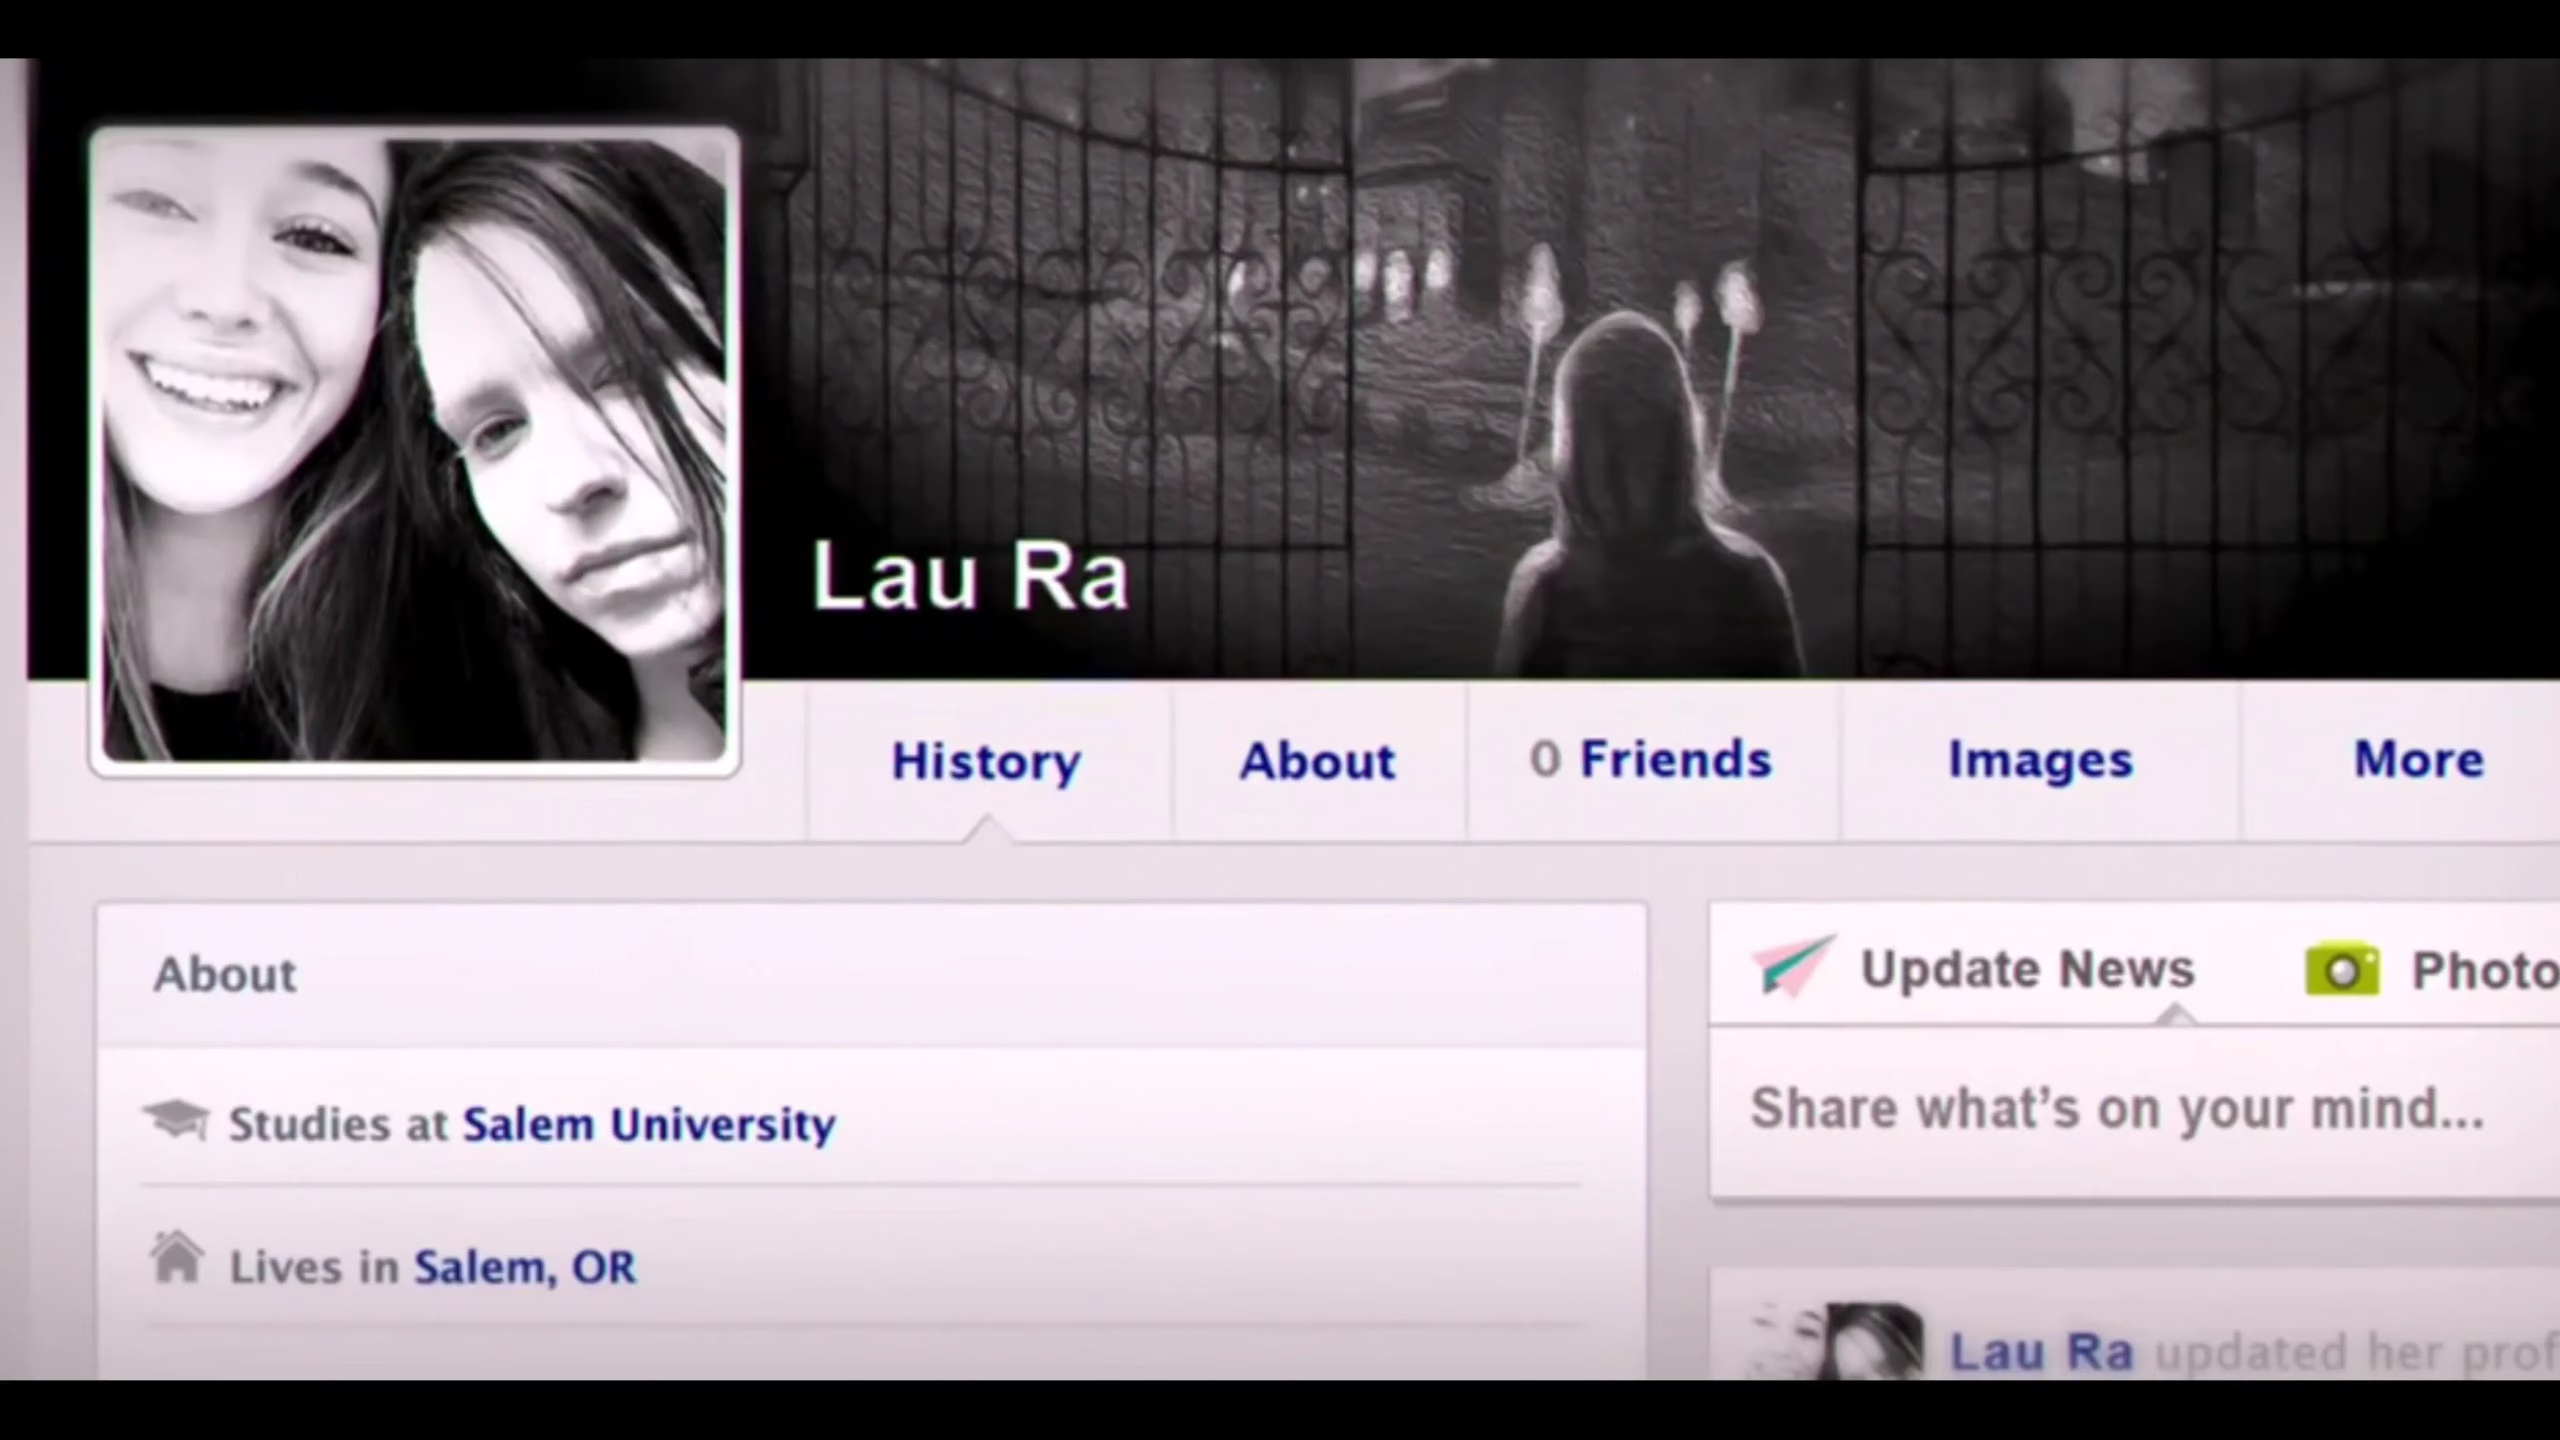 Lau Ra
History About 0 Friends Images More
About
Studies at Salem University
Lives in Salem, OR
Update News Photo
Share what's on your mind...
Lau Ra updated her prof